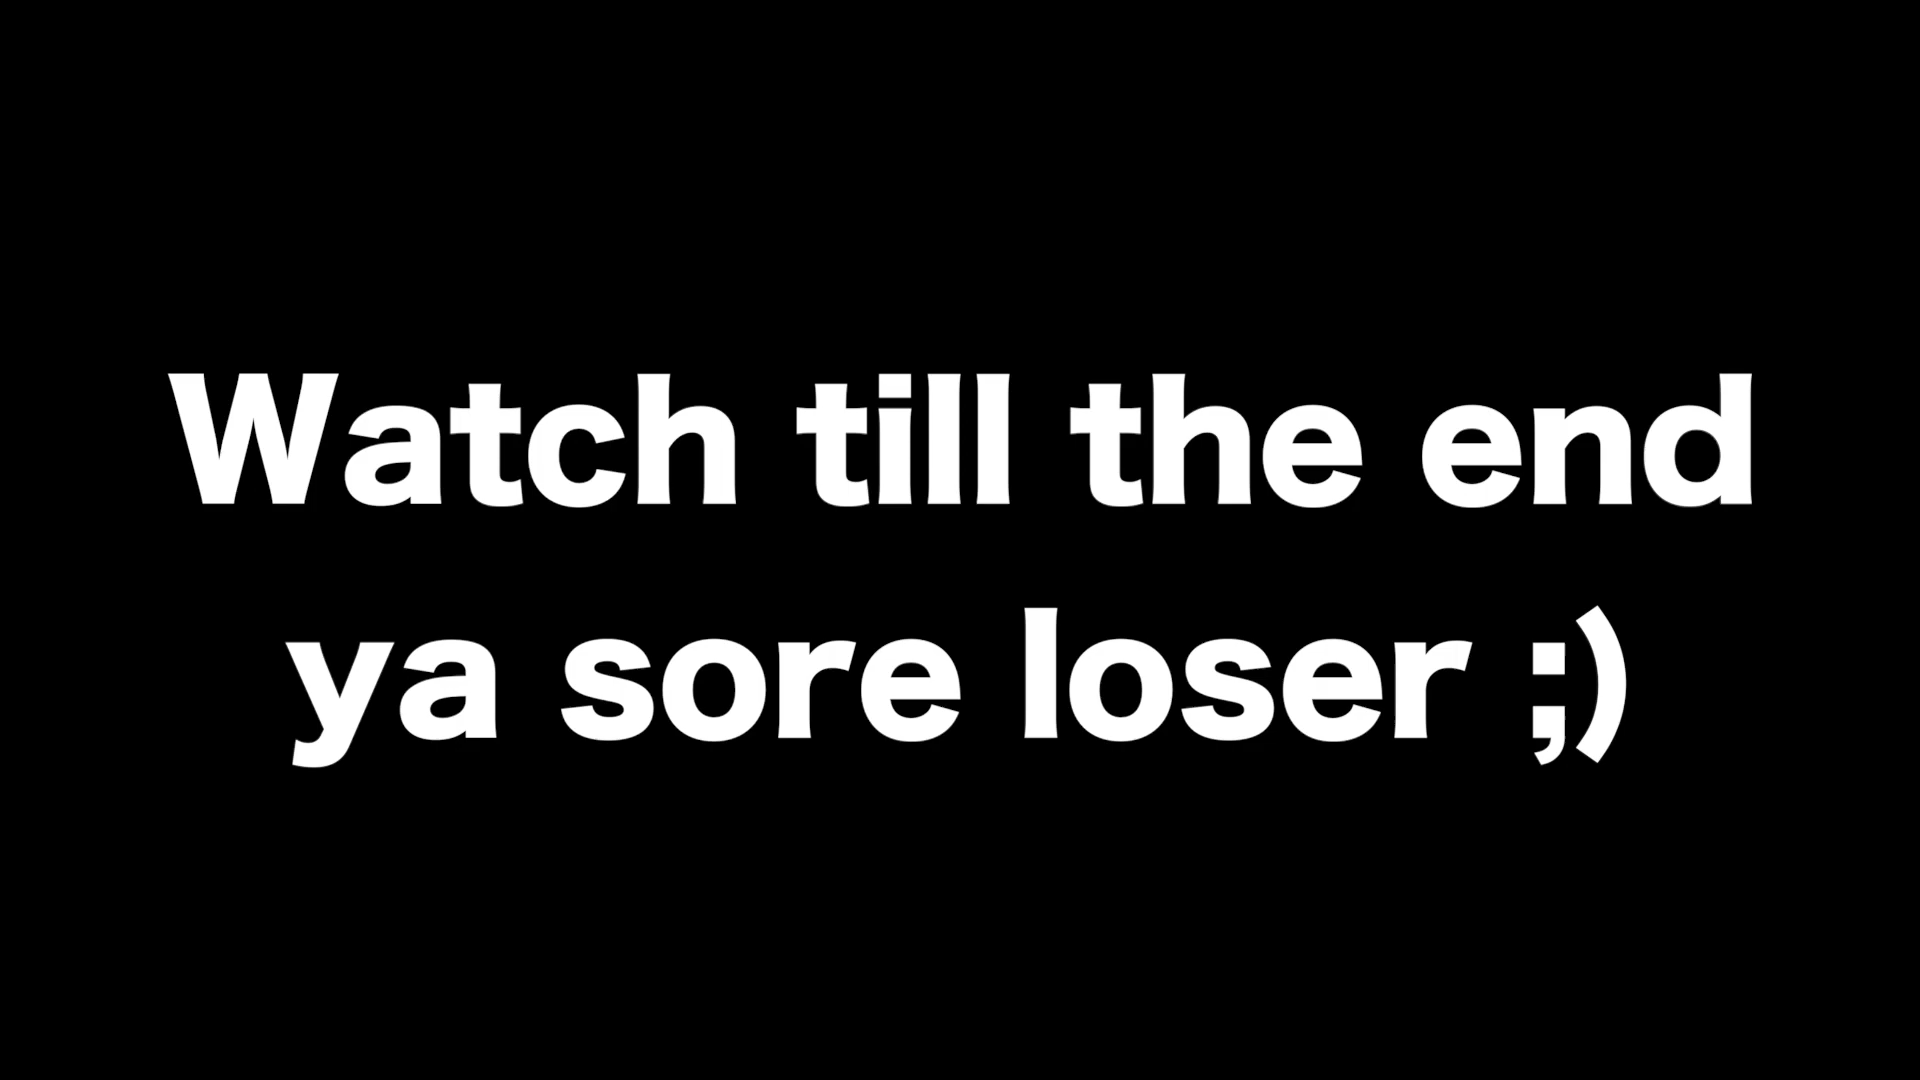 Watch till the end
ya sore loser ;)